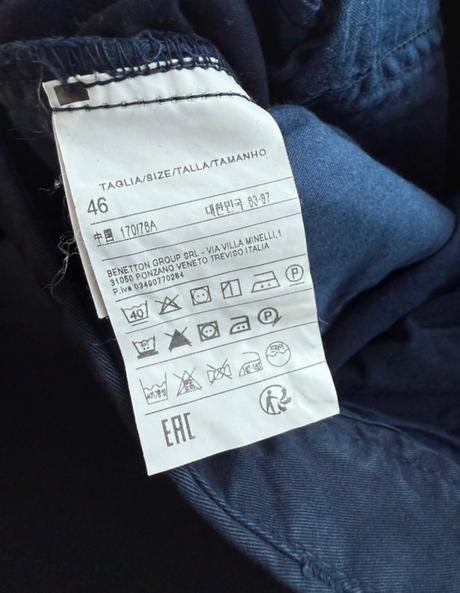 TAGLIA/SIZE/TALLA/TAMANHO
46
中国 170/78A 대한민국 83-97
BENETTON GROUP SRL - VIA VILLA MINELLI,1
31050 PONZANO VENETO TREVISO ITALIA
P.iva 03490770264
40 P
P
EAC